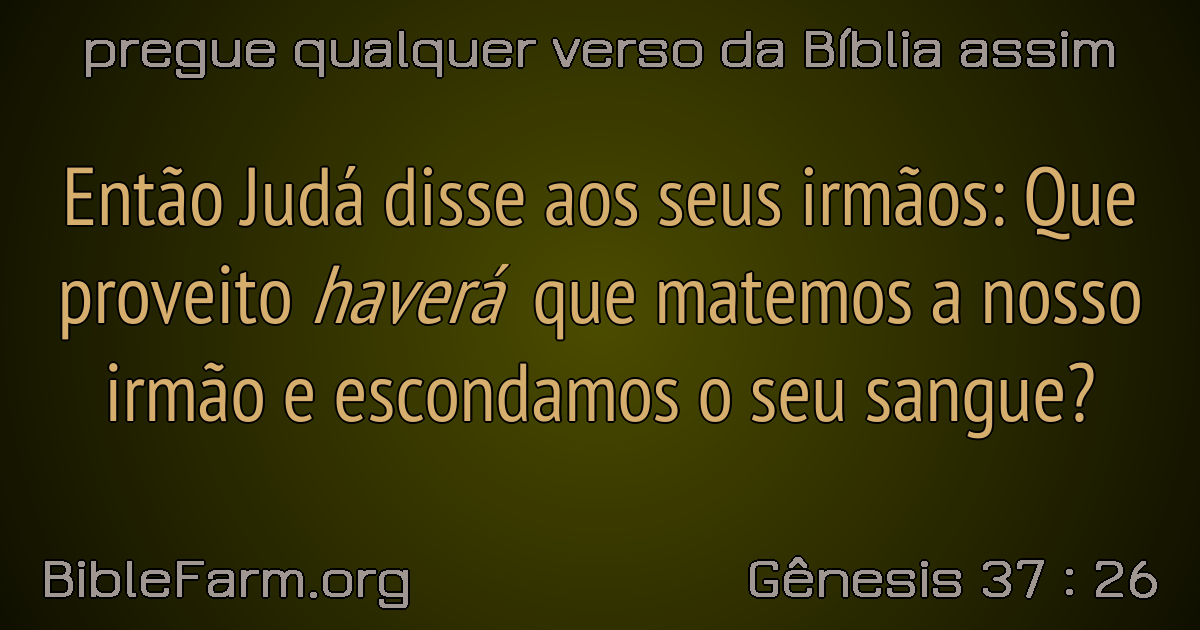 pregue qualquer verso da Bíblia assim
Então Judá disse aos seus irmãos: Que
proveito haverá que matemos a nosso
irmão e escondamos o seu sangue?
BibleFarm.org
Gênesis 37 : 26